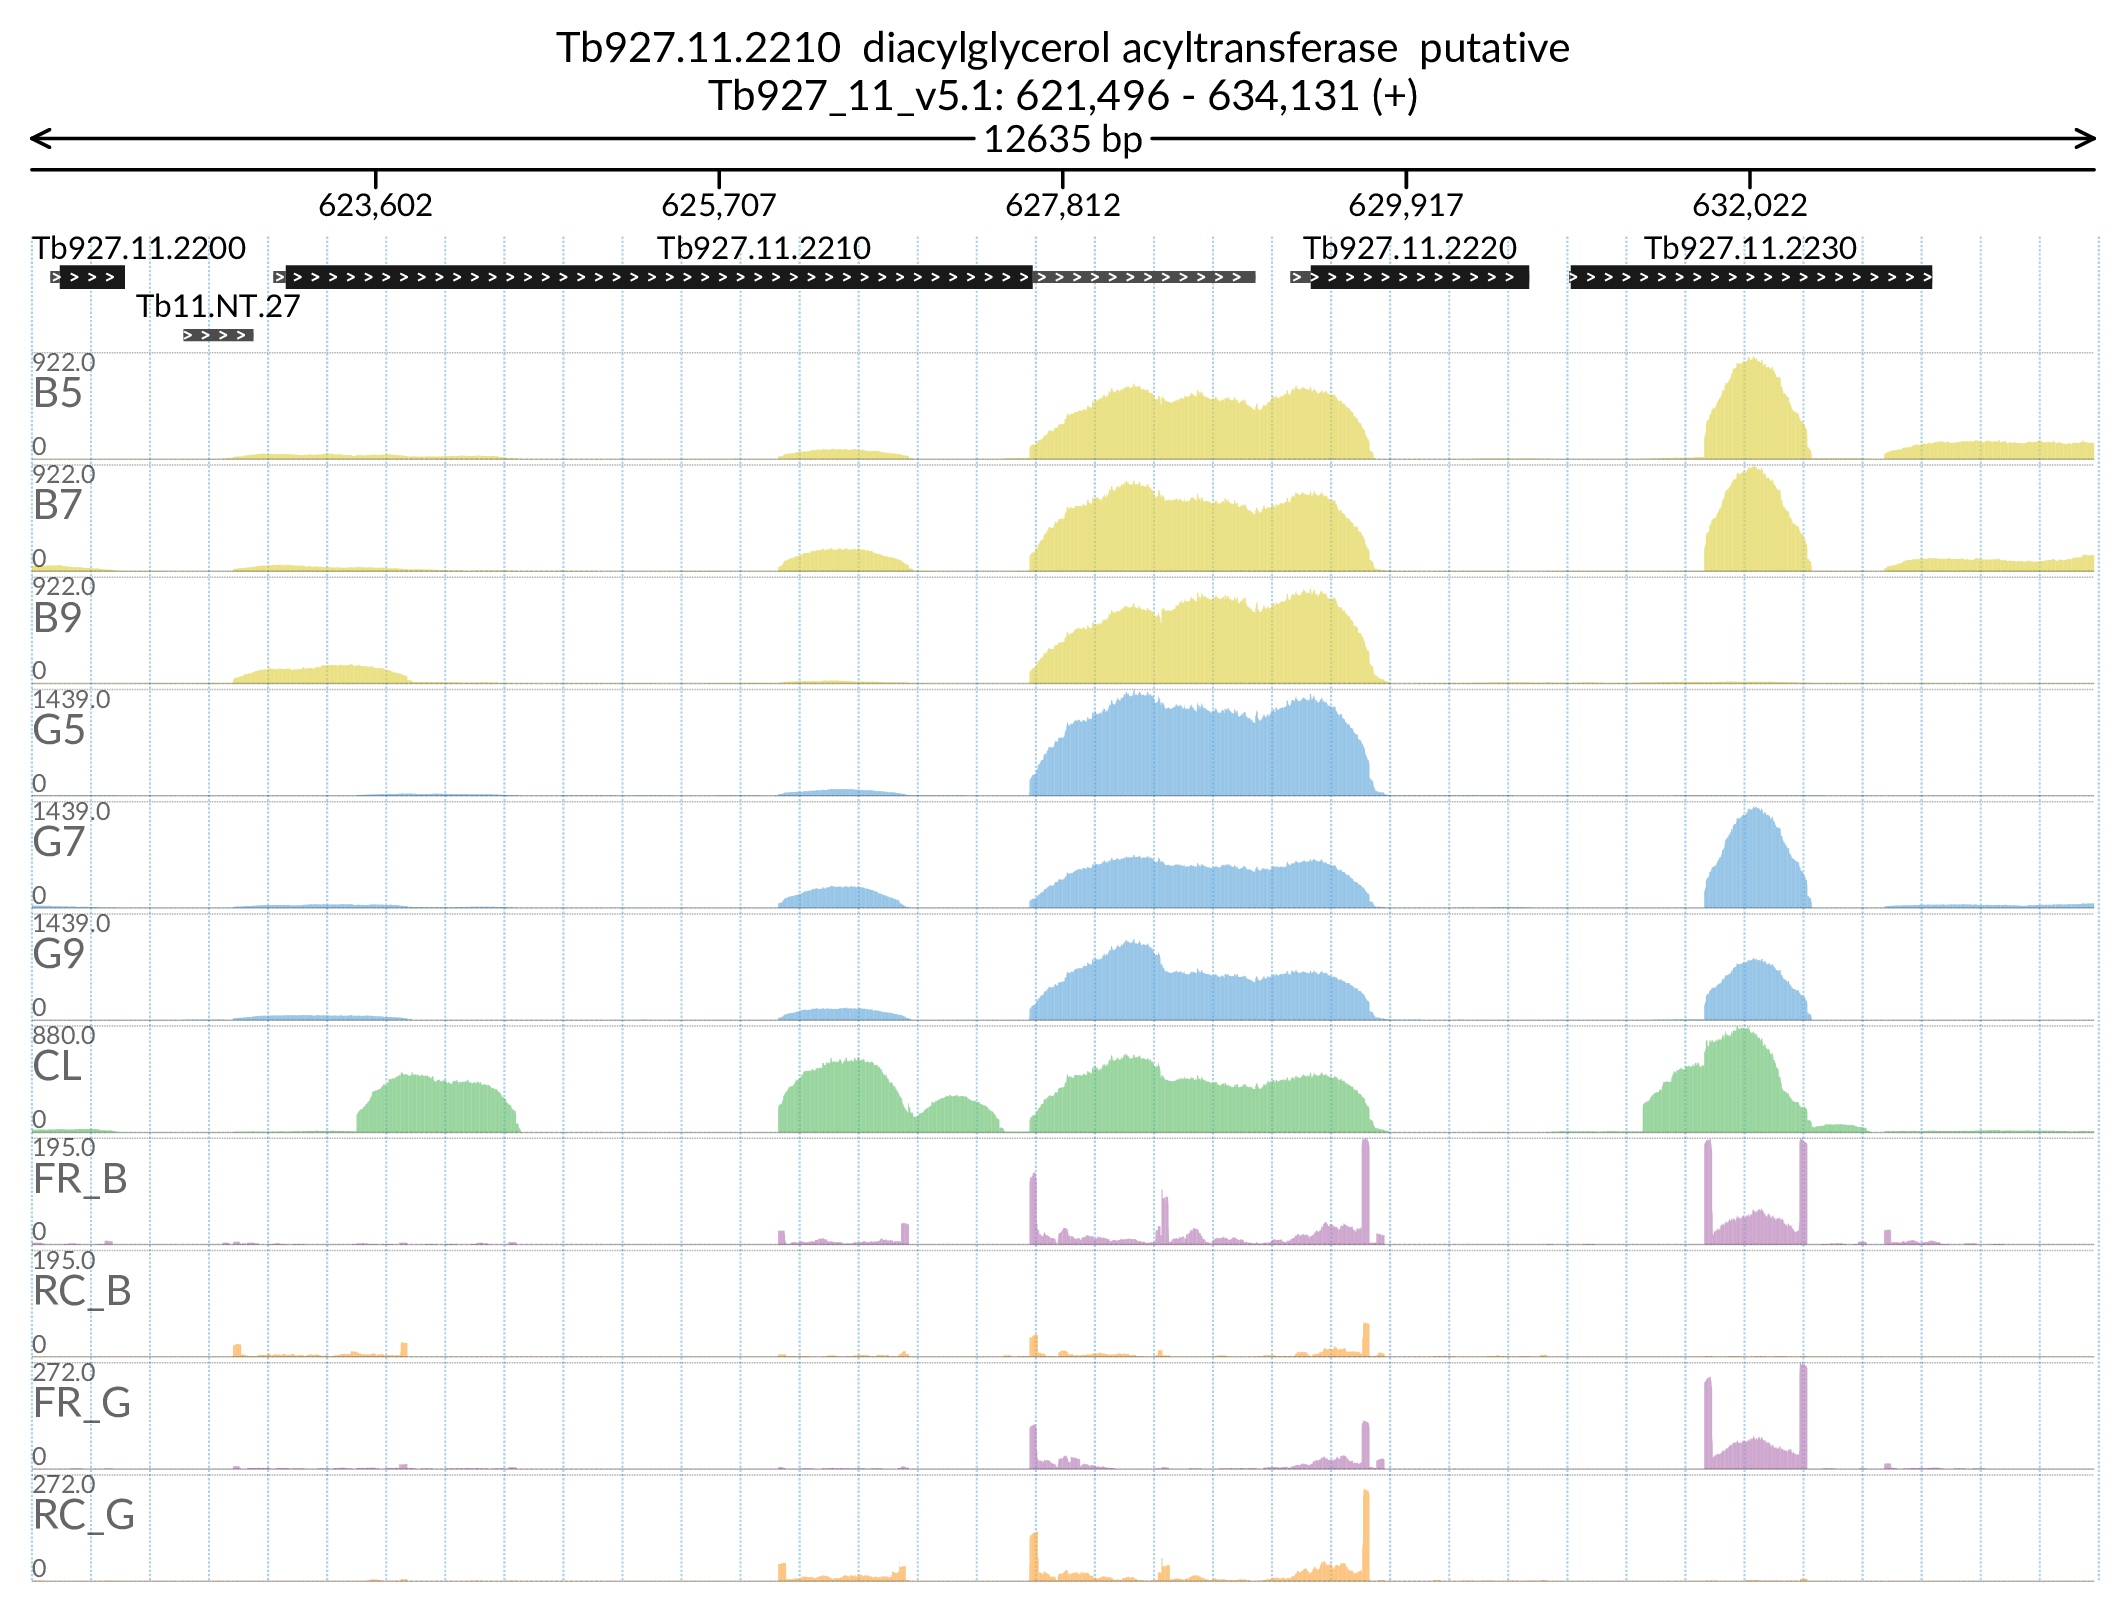 Tb927.11.2210  diacylglycerol acyltransferase  putative
Tb927_11_v5.1: 621,496 - 634,131 (+)
12635 bp
623,602 625,707 627,812 629,917 632,022
Tb927.11.2200 Tb927.11.2210 Tb927.11.2220 Tb927.11.2230
Tb11.NT.27
922.0
B5
0
922.0
B7
0
922.0
B9
0
1439.0
G5
0
1439.0
G7
0
1439.0
G9
0
880.0
CL
0
195.0
FR_B
0
195.0
RC_B
0
272.0
FR_G
0
272.0
RC_G
0